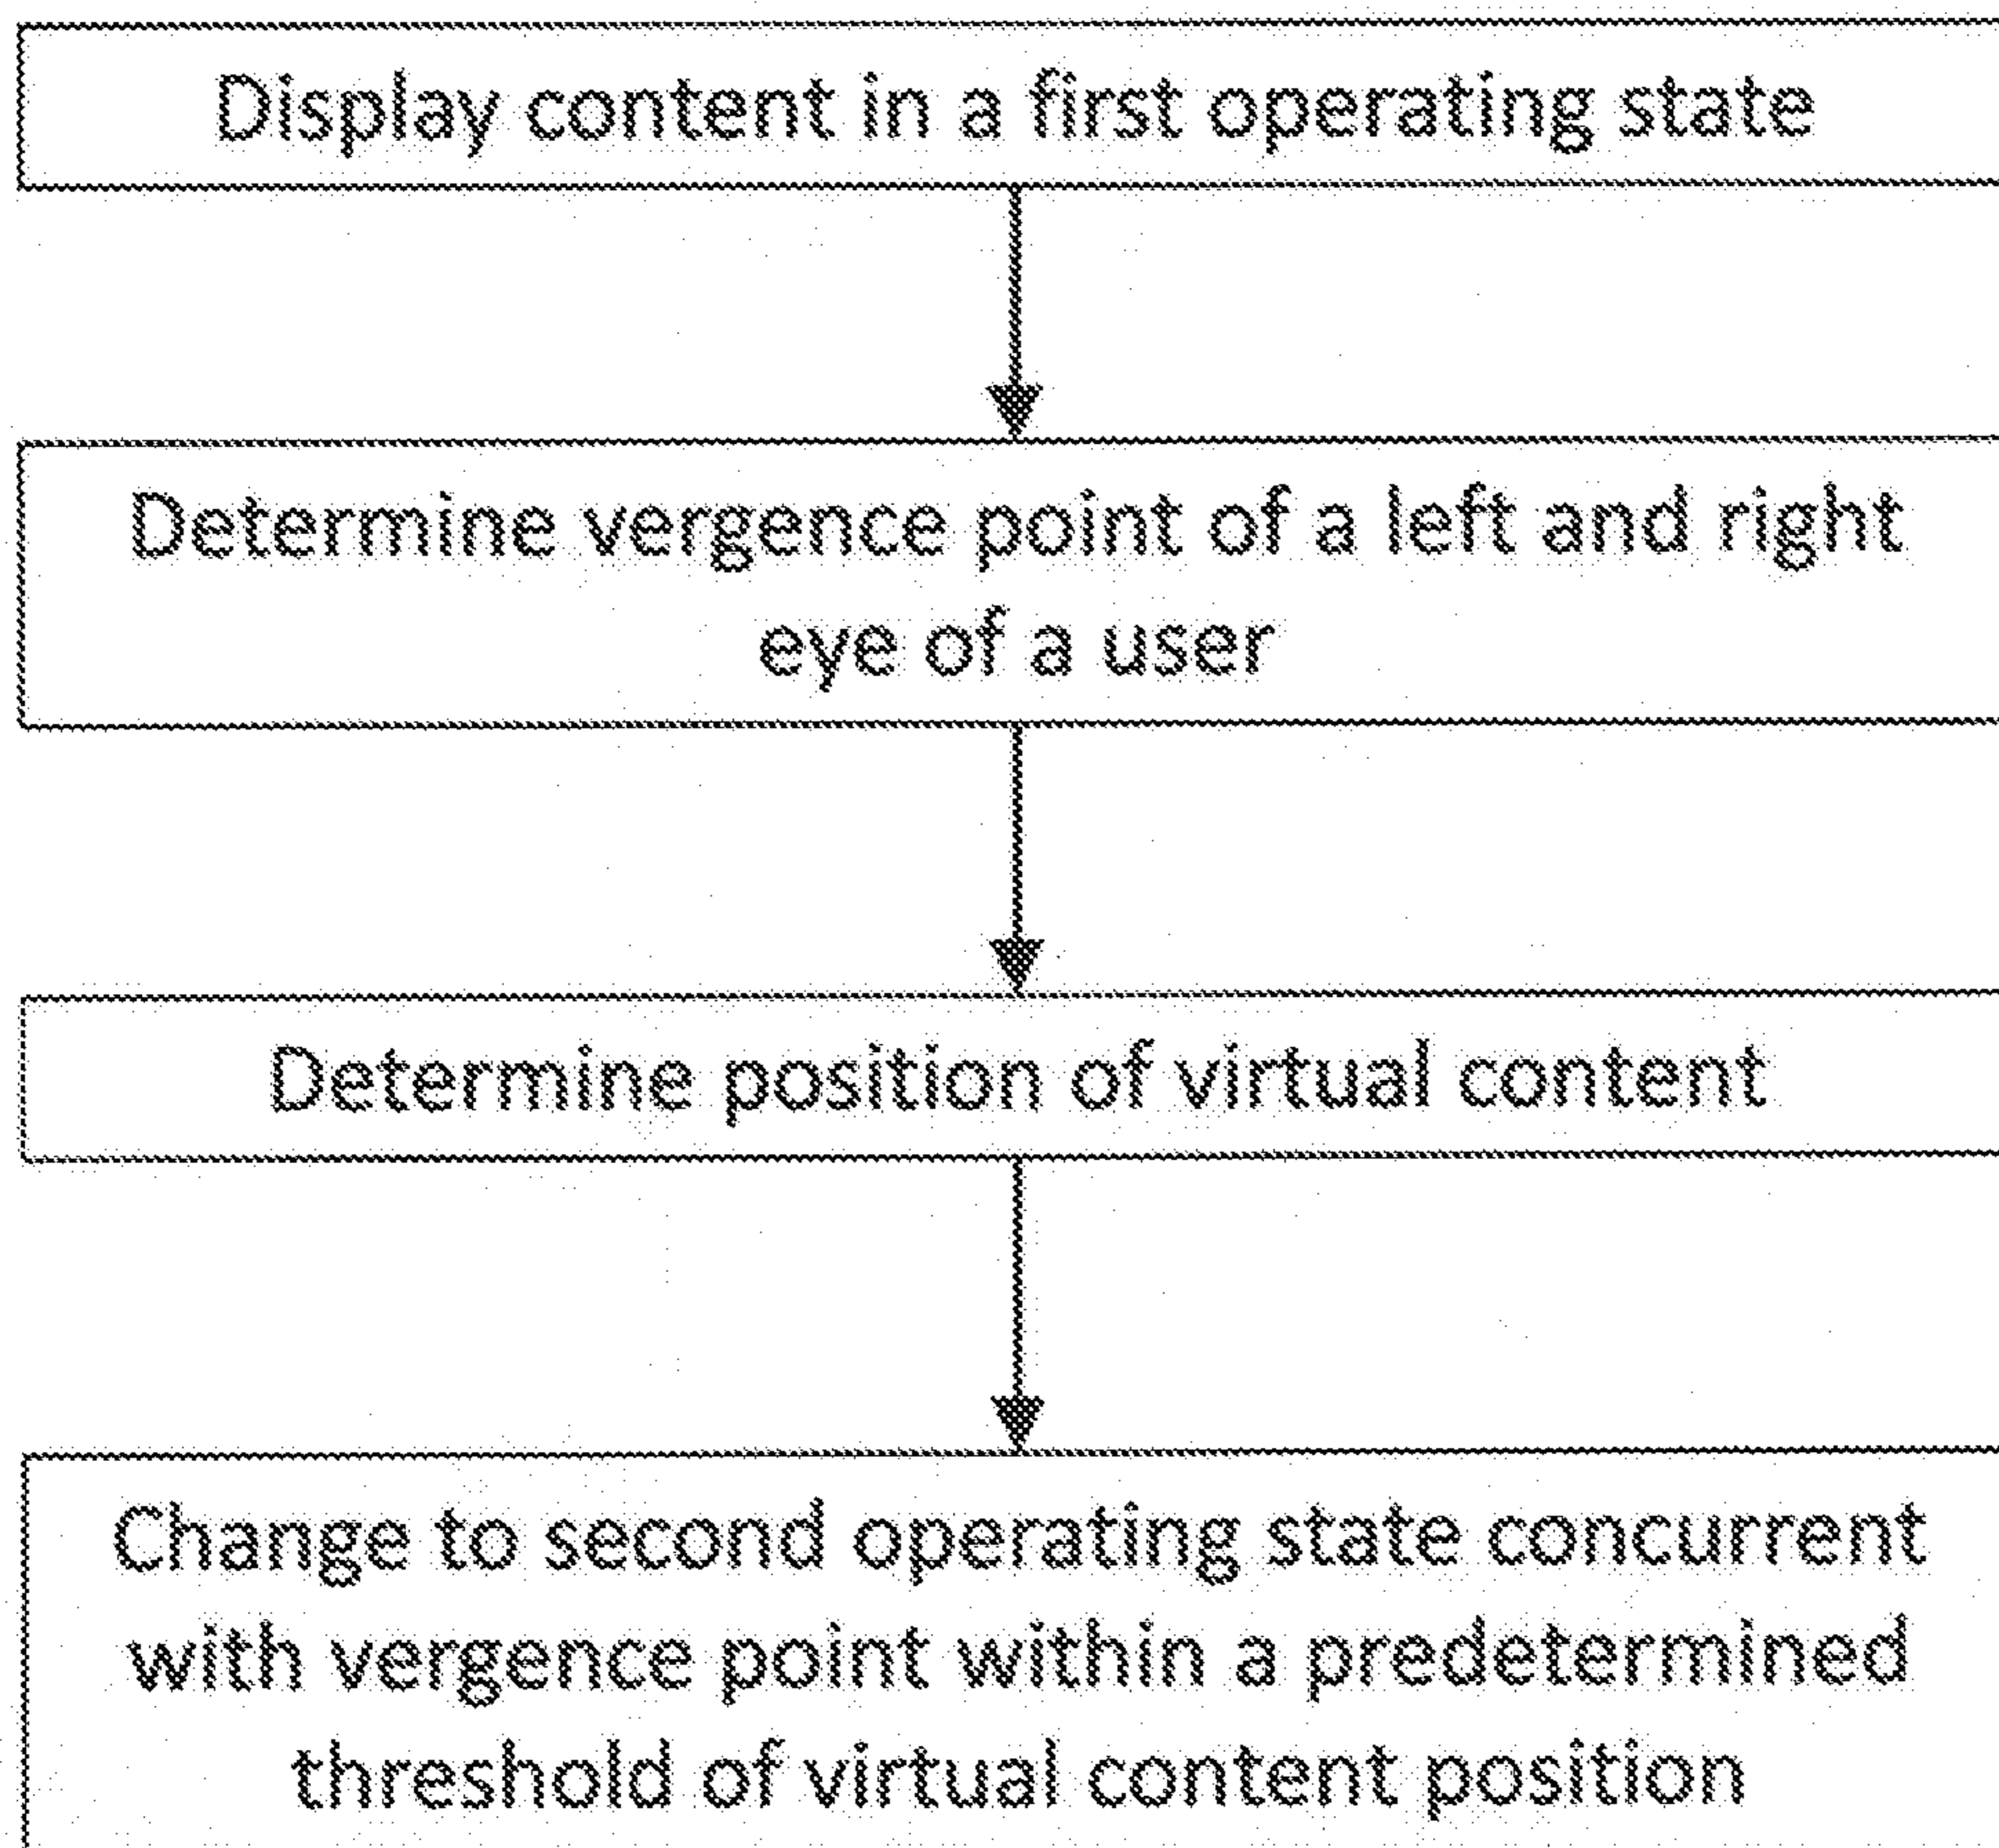 Display content in a first operating state
Determine vergence point of a left and right
eye of a user
Determine position of virtual content
Change to second operating state concurrent
with vergence point within a predetermined
threshold of virtual content position